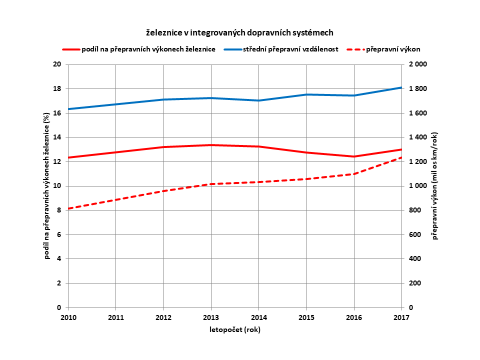 železnice v integrovaných dopravních systémech
podíl na přepravních výkonech železnice střední přepravní vzdálenost přepravní výkon
20 2 000
18 1 800
16 1 600
14 1 400
12 1 200
10 1 000
8 800
6 600
4 400
2 200
0 0
podíl na přepravních výkonech železnice (%)
přepravní výkon (mil os km/rok)
2010 2011 2012 2013 2014 2015 2016 2017
letopočet (rok)